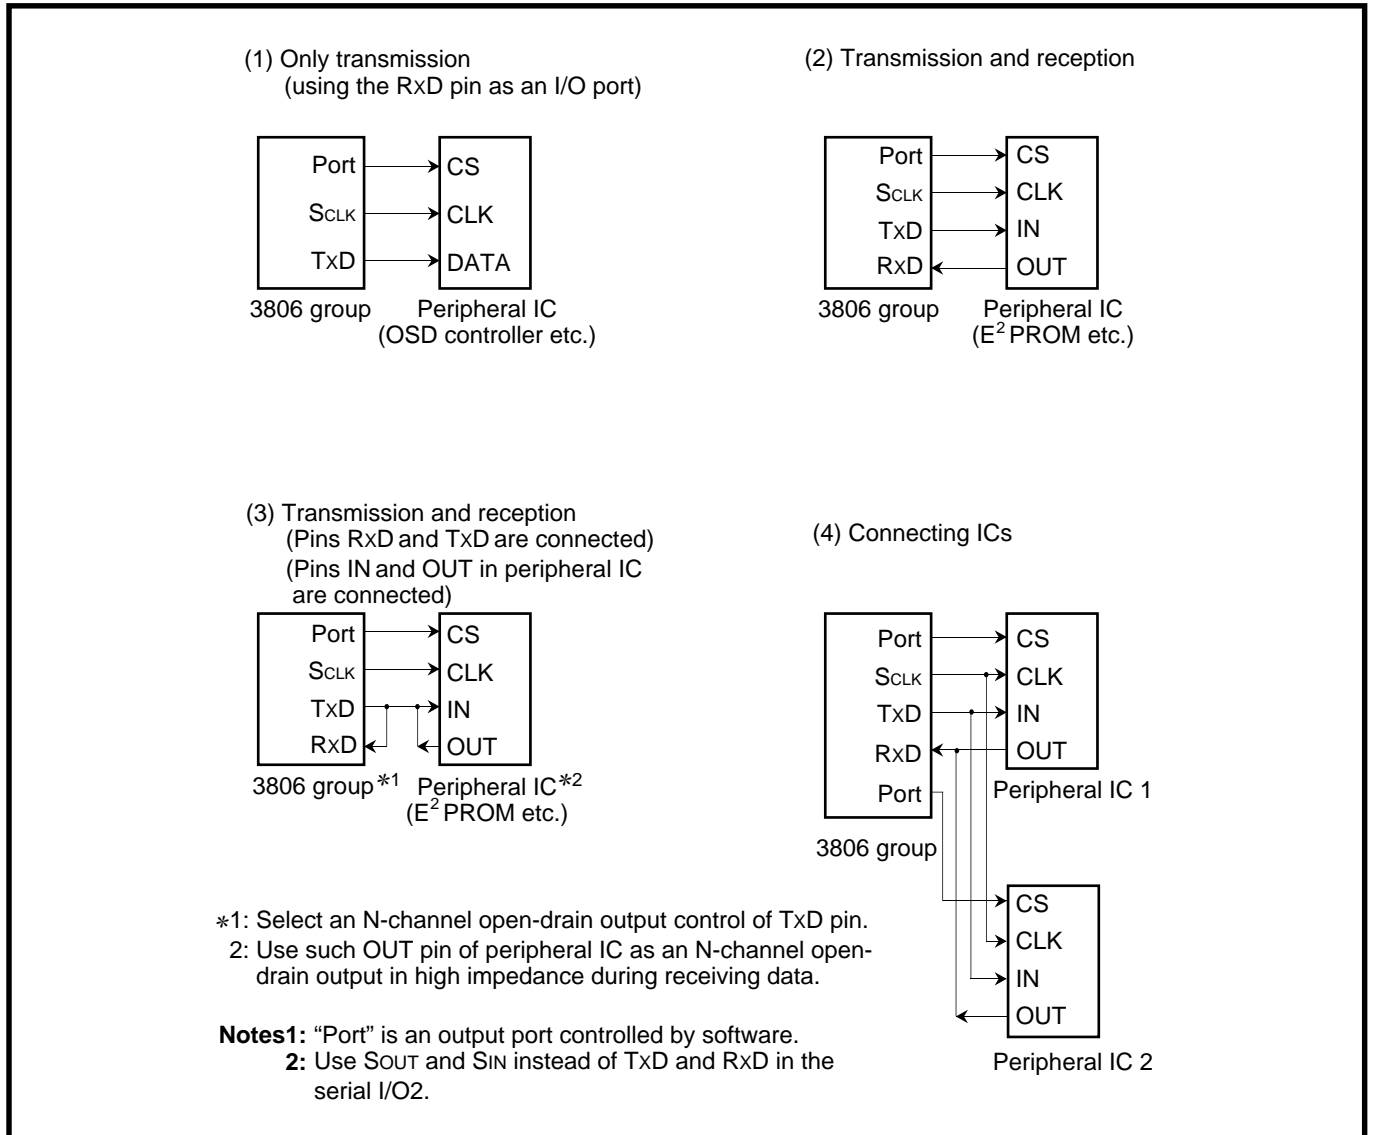 (1) Only transmission
(using the RXD pin as an I/O port)
Port
SCLK
TXD
CS
CLK
DATA
3806 group
Peripheral IC
(OSD controller etc.)
(2) Transmission and reception
Port
SCLK
TXD
RXD
CS
CLK
IN
OUT
3806 group
Peripheral IC
(E2 PROM etc.)
(3) Transmission and reception
(Pins RXD and TXD are connected)
(Pins IN and OUT in peripheral IC
are connected)
Port
SCLK
TXD
RXD
CS
CLK
IN
OUT
3806 group*1
Peripheral IC*2
(E2 PROM etc.)
(4) Connecting ICs
Port
SCLK
TXD
RXD
Port
CS
CLK
IN
OUT
Peripheral IC 1
3806 group
CS
CLK
IN
OUT
Peripheral IC 2
*1: Select an N-channel open-drain output control of TXD pin.
2: Use such OUT pin of peripheral IC as an N-channel open-
drain output in high impedance during receiving data.
Notes1: “Port” is an output port controlled by software.
2: Use SOUT and SIN instead of TXD and RXD in the
serial I/O2.